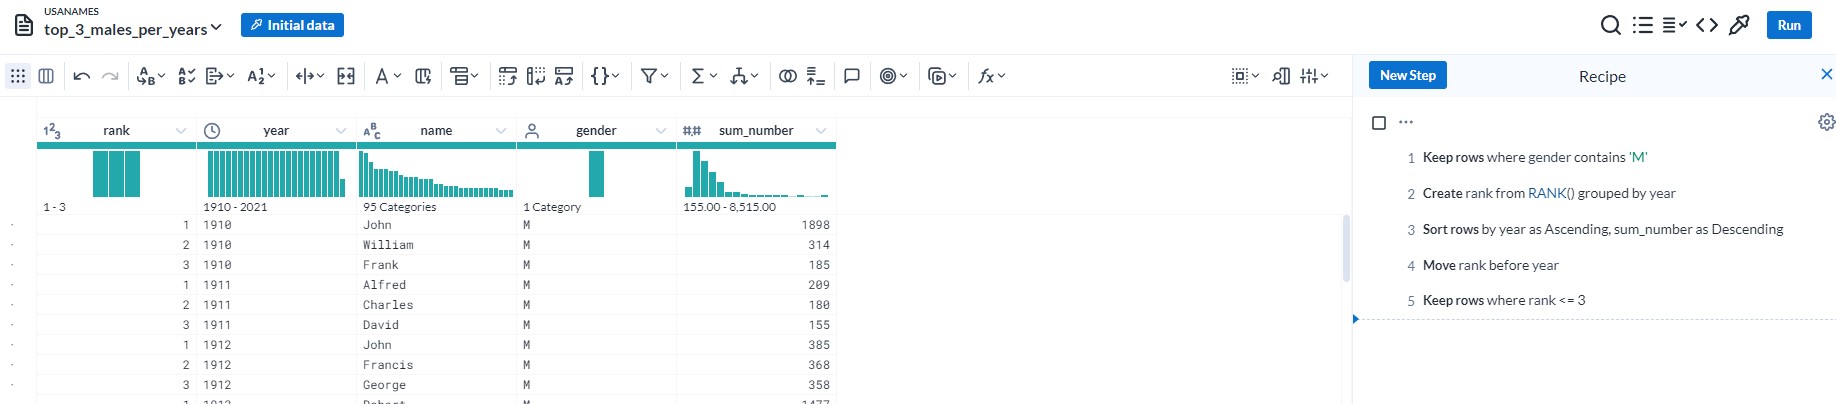 USANAMES
top_3_males_per_years
Initial data
Run
New Step
Recipe
rank year name gender sum_number
1 - 3 1910 - 2021 95 Categories 1 Category 155.00 - 8,515.00
1 1910 John M 1898
2 1910 William M 314
3 1910 Frank M 185
1 1911 Alfred M 209
2 1911 Charles M 180
3 1911 David M 155
1 1912 John M 385
2 1912 Francis M 368
3 1912 George M 358
1 Keep rows where gender contains 'M'
2 Create rank from RANK() grouped by year
3 Sort rows by year as Ascending, sum_number as Descending
4 Move rank before year
5 Keep rows where rank <= 3